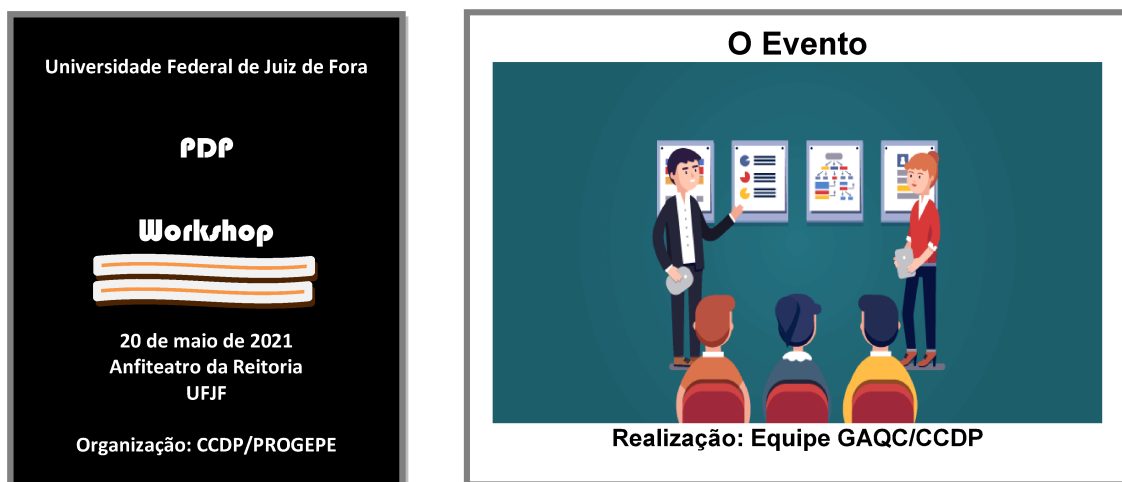 Universidade Federal de Juiz de Fora
PDP
Workshop
20 de maio de 2021
Anfiteatro da Reitoria
UFJF
Organização: CCDP/PROGEPE
O Evento
Realização: Equipe GAQC/CCDP